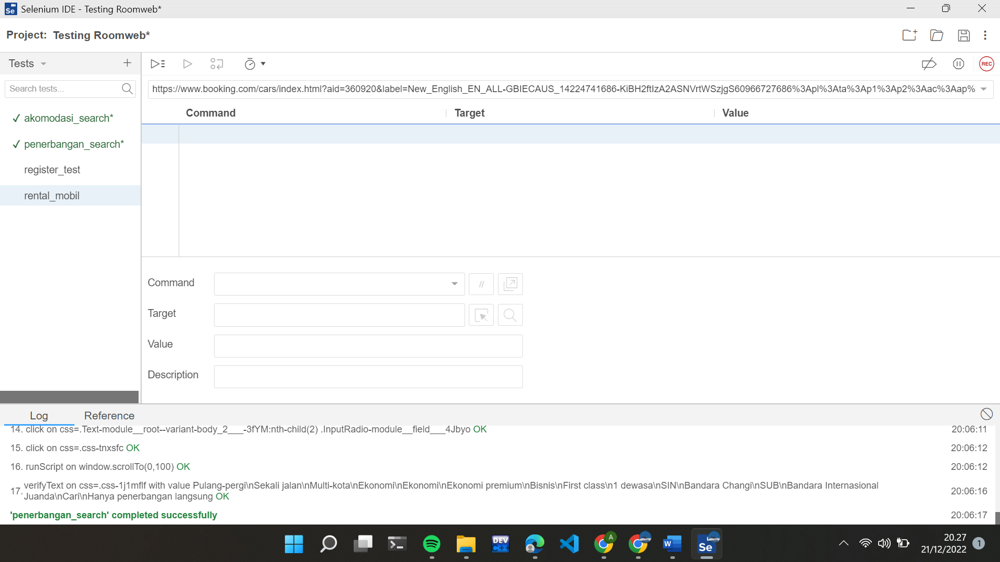 Selenium IDE - Testing Roomweb*
Project: Testing Roomweb*
Tests
Search tests...
✓ akomodasi_search*
✓ penerbangan_search*
register_test
rental_mobil
REC
https://www.booking.com/cars/index.html?aid=360920&label=New_English_EN_ALL-GBIECAUS_14224741686-KiBH2ftIzA2ASNVrtWSzjgS60966727686%3Apl%3Ata%3Ap1%3Ap2%3Aac%3Aap%
Command Target Value
Command
//
Target
Value
Description
Log Reference
14. click on css=.Text-module__root--variant-body_2___-3fYM:nth-child(2) .InputRadio-module__field___4Jbyo OK 20:06:11
15. click on css=.css-tnxsfc OK 20:06:12
16. runScript on window.scrollTo(0,100) OK 20:06:12
17. verifyText on css=.css-1j1mflf with value Pulang-pergi\nSekali jalan\nMulti-kota\nEkonomi\nEkonomi\nEkonomi premium\nBisnis\nFirst class\n1 dewasa\nSIN\nBandara Changi\nSUB\nBandara Internasional
Juanda\nCari\nHanya penerbangan langsung OK 20:06:16
'penerbangan_search' completed successfully 20:06:17
DEV
C++
A
W
Se
20.27
21/12/2022
1